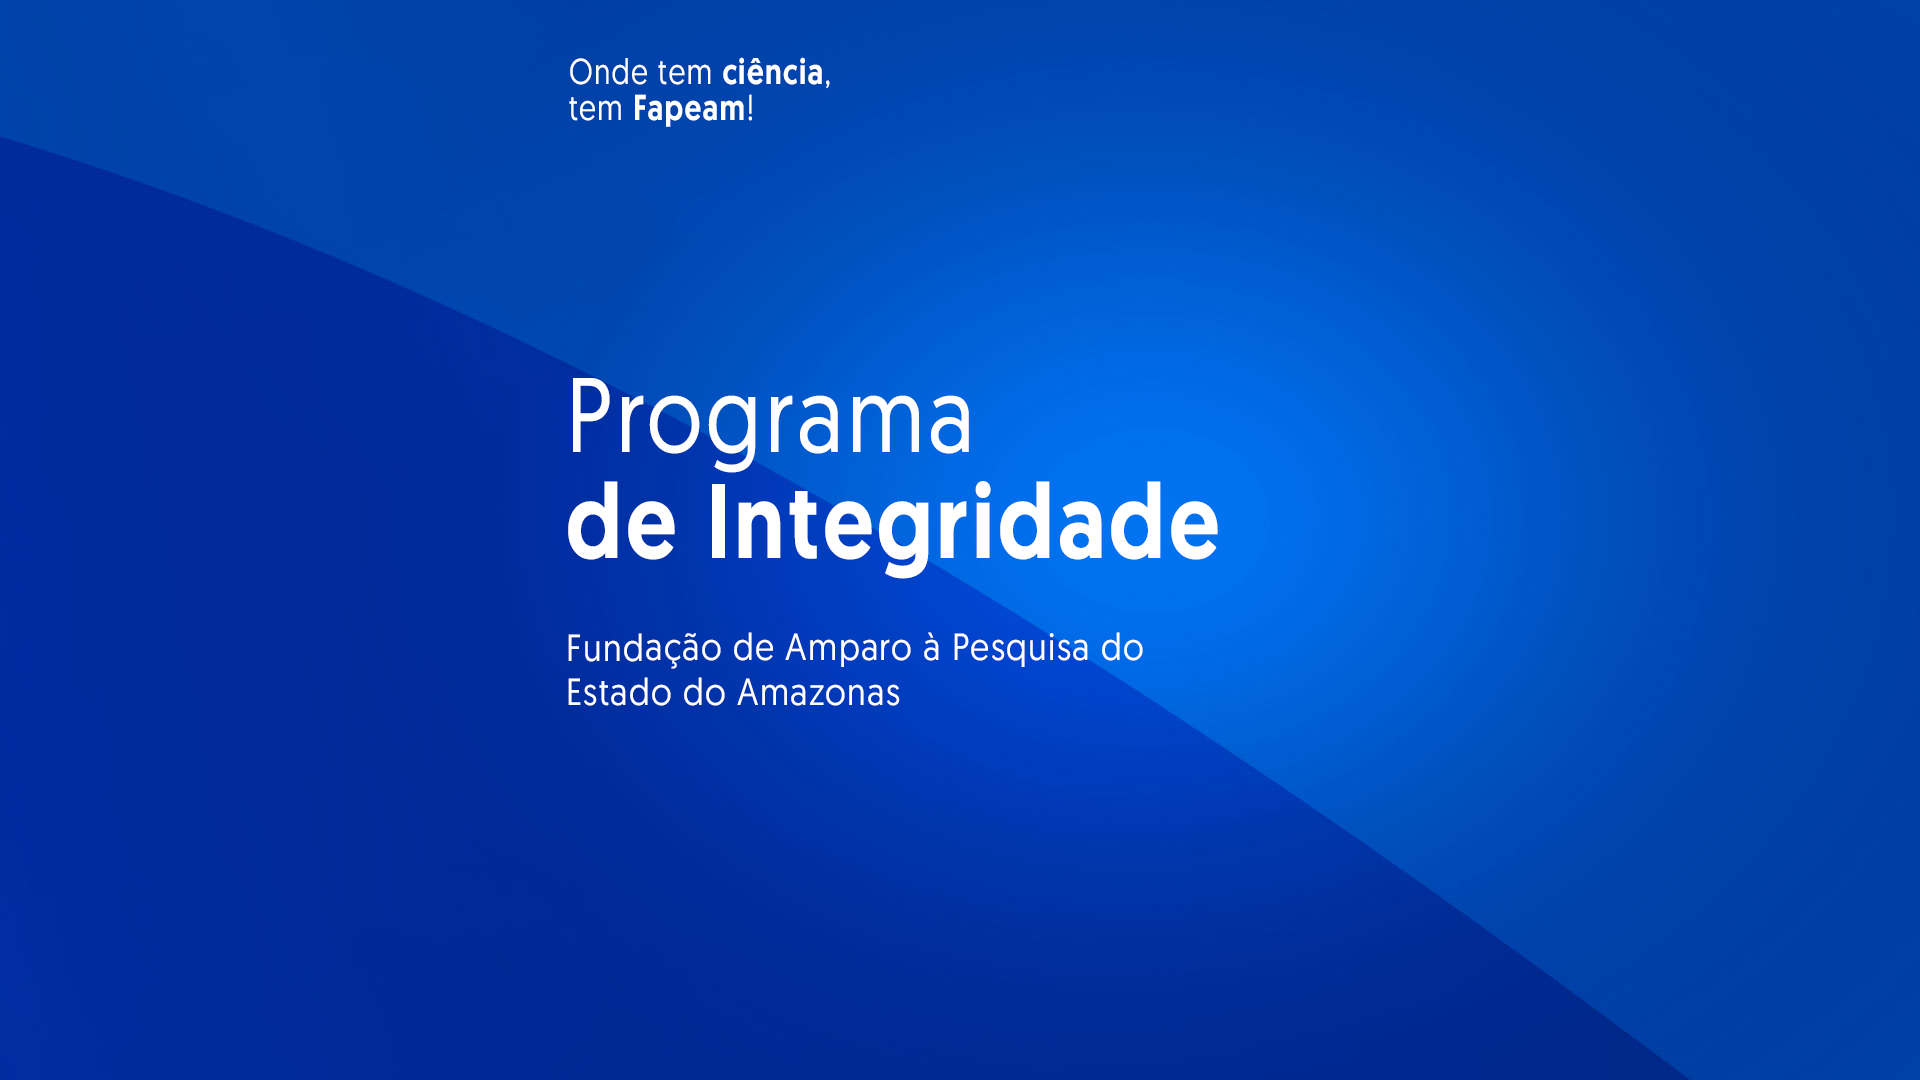 Onde tem ciência,
tem Fapeam!
Programa
de Integridade
Fundação de Amparo à Pesquisa do
Estado do Amazonas